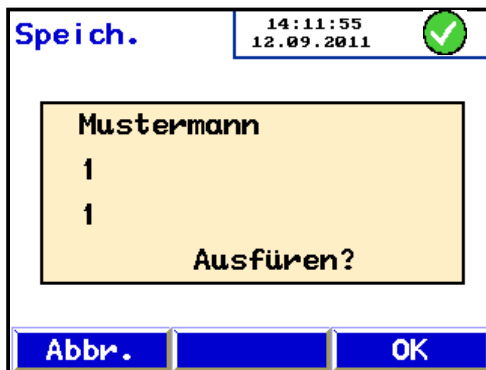 Speich.
14:11:55
12.09.2011
Mustermann
1
1
Ausfüren?
Abbr. OK